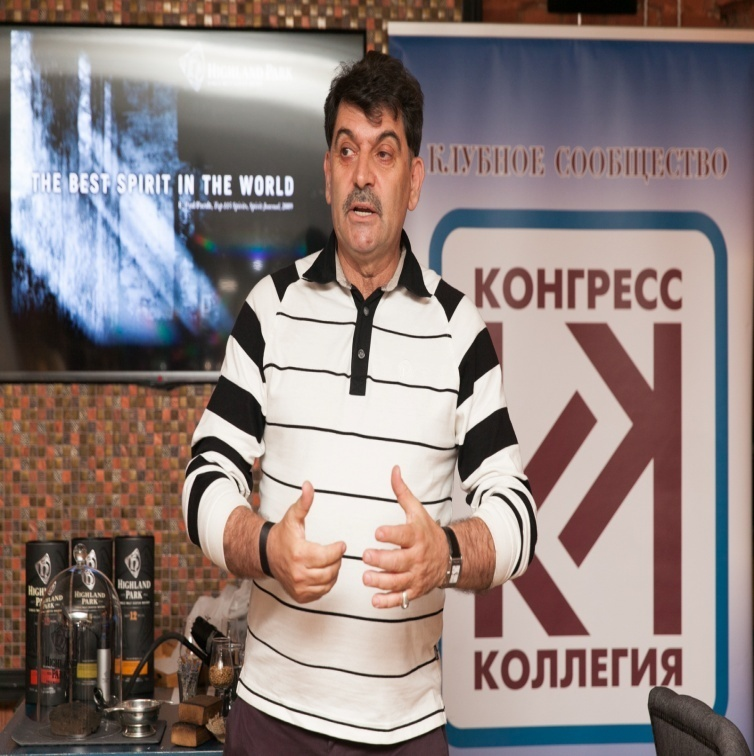 HIGHLAND PARK
THE BEST SPIRIT IN THE WORLD
КЛУБНОЕ СООБЩЕСТВО
КОНГРЕСС
КОЛЛЕГИЯ
HIGHLAND
PARK
HIGHLAND
PARK